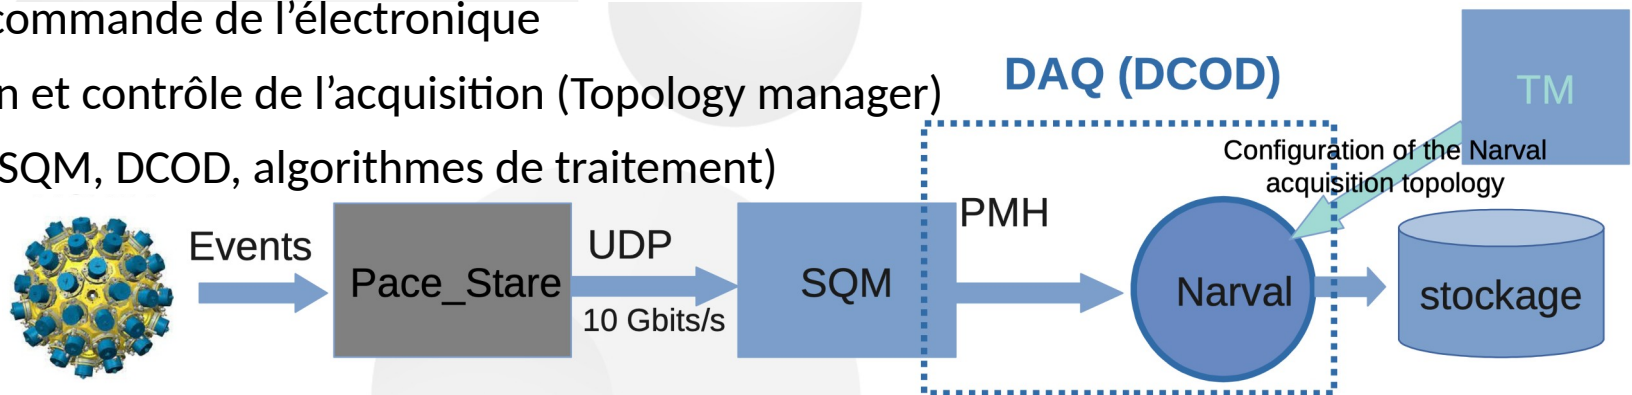 commande de l’électronique
n et contrôle de l’acquisition (Topology manager)
SQM, DCOD, algorithmes de traitement)
DAQ (DCOD)
TM
Configuration of the Narval
acquisition topology
Events
Pace_Stare
UDP
10 Gbits/s
SQM
PMH
Narval
stockage